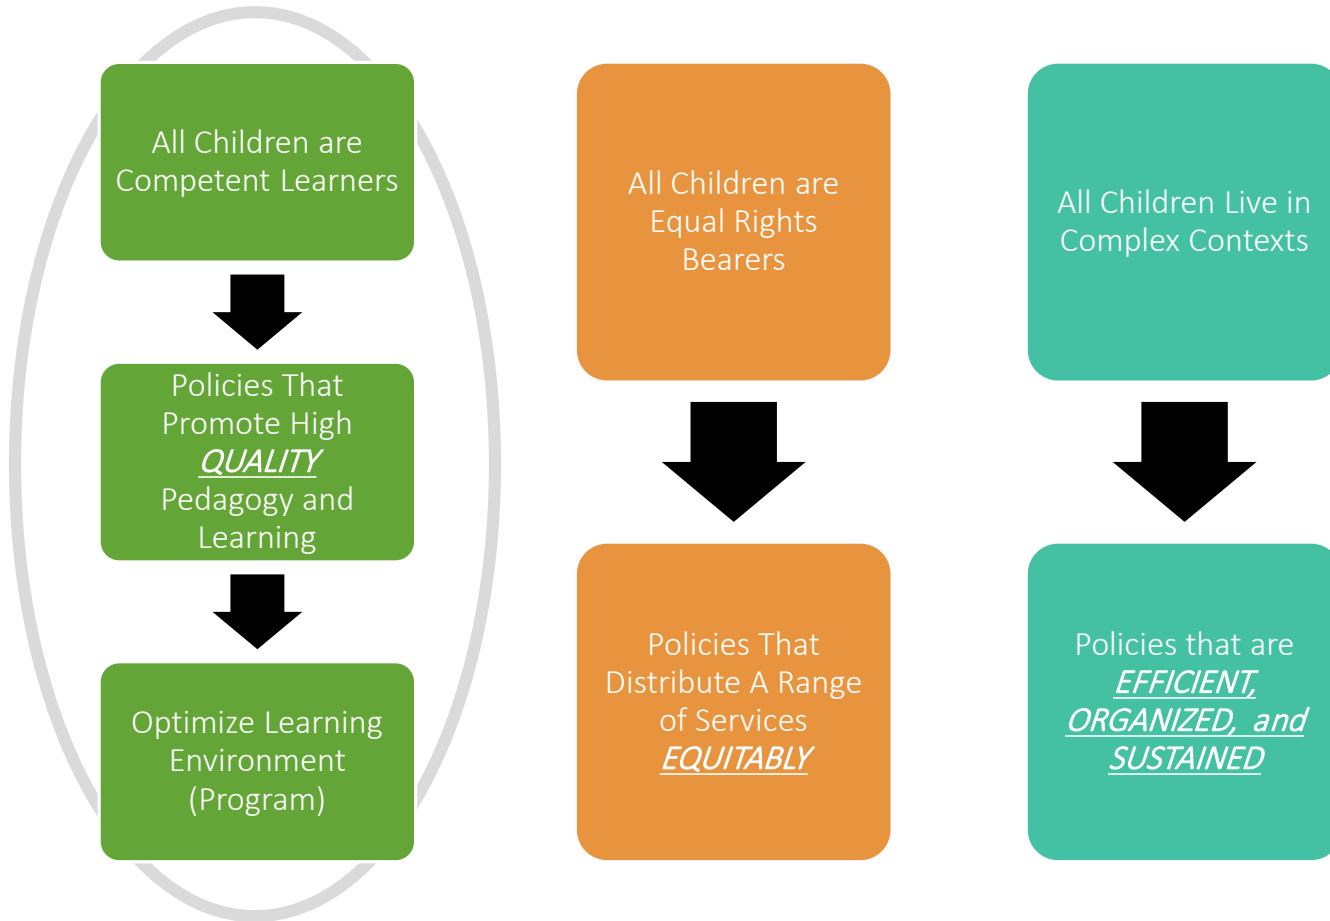 All Children are
Competent Learners
Policies That
Promote High
QUALITY
Pedagogy and
Learning
Optimize Learning
Environment
(Program)
All Children are
Equal Rights
Bearers
Policies That
Distribute A Range
of Services
EQUITABLY
All Children Live in
Complex Contexts
Policies that are
EFFICIENT,
ORGANIZED, and
SUSTAINED